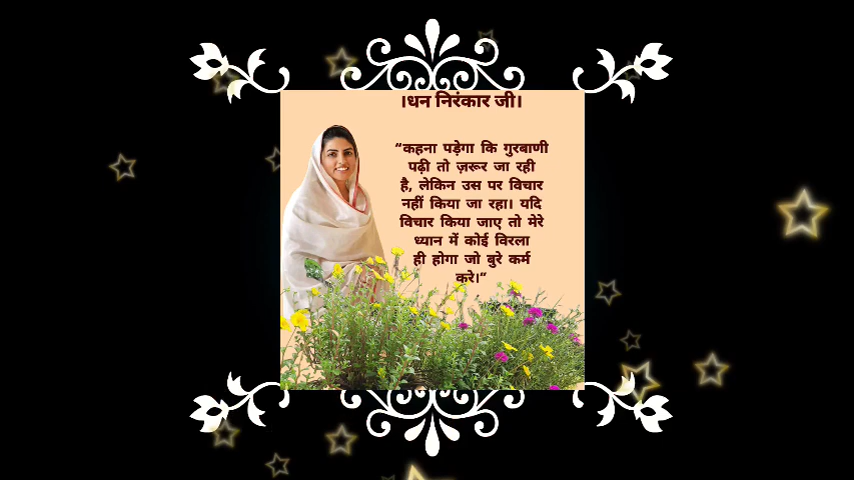 ।धन निरंकार जी।
“कहना पड़ेगा कि गुरबाणी
पढ़ी तो ज़रूर जा रही
है, लेकिन उस पर विचार
नहीं किया जा रहा। यदि
विचार किया जाए तो मेरे
ध्यान में कोई विरला
ही होगा जो बुरे कर्म
करे।”